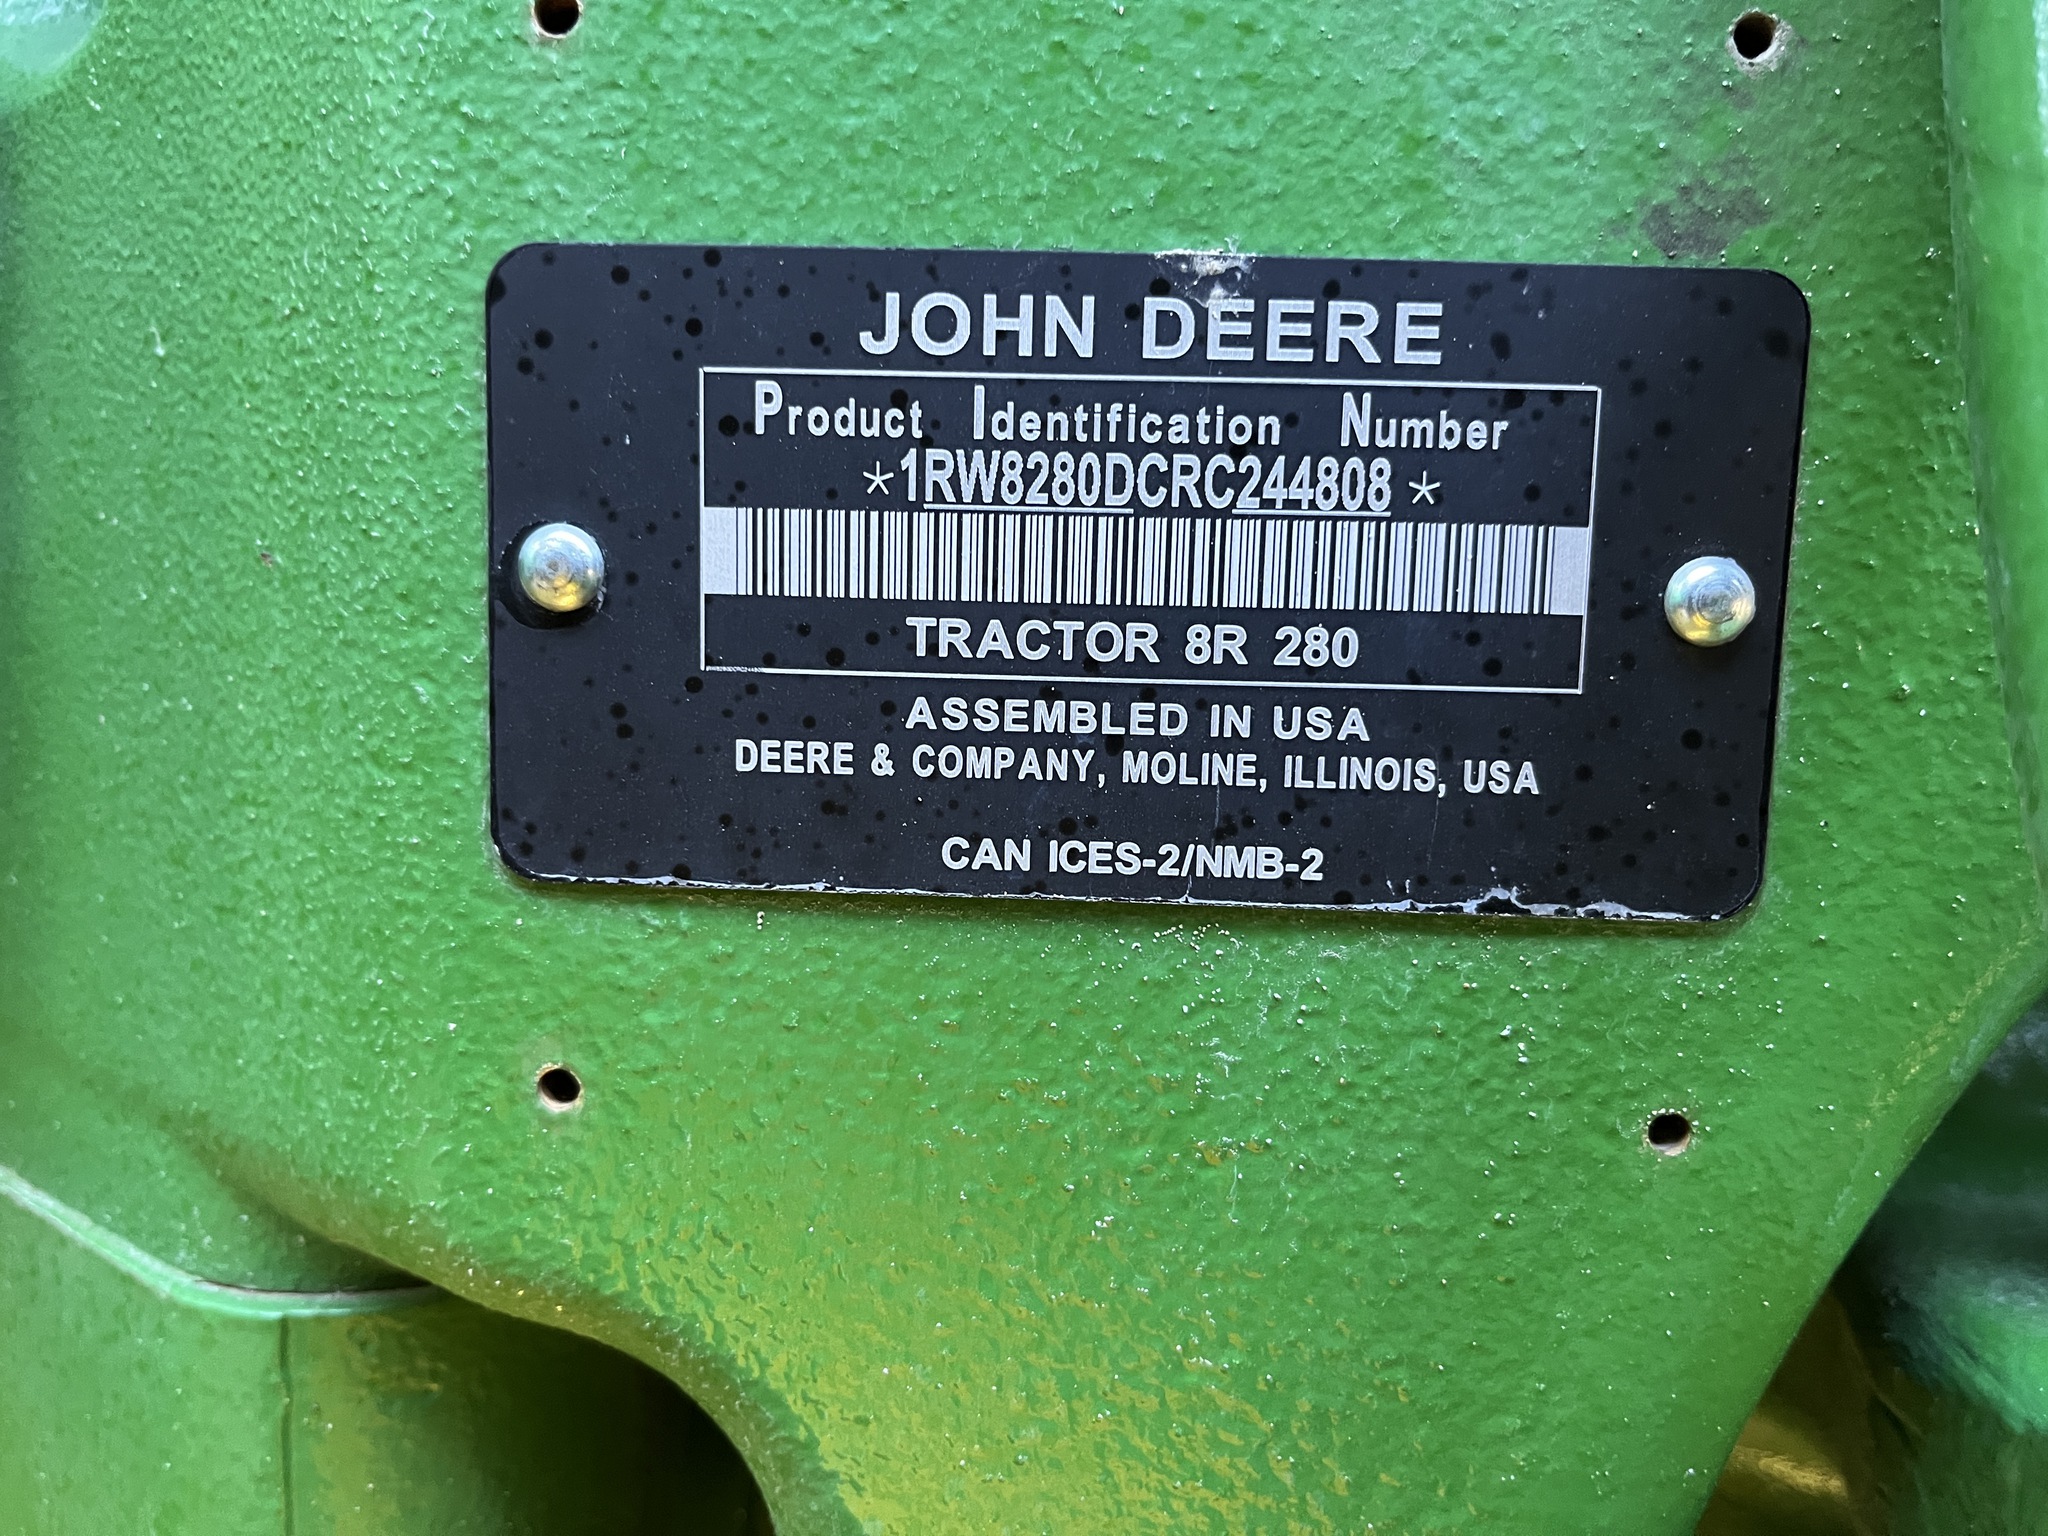 JOHN DEERE
Product Identification Number
*1RW8280DCRC244808*
TRACTOR 8R 280
ASSEMBLED IN USA
DEERE & COMPANY, MOLINE, ILLINOIS, USA
CAN ICES-2/NMB-2